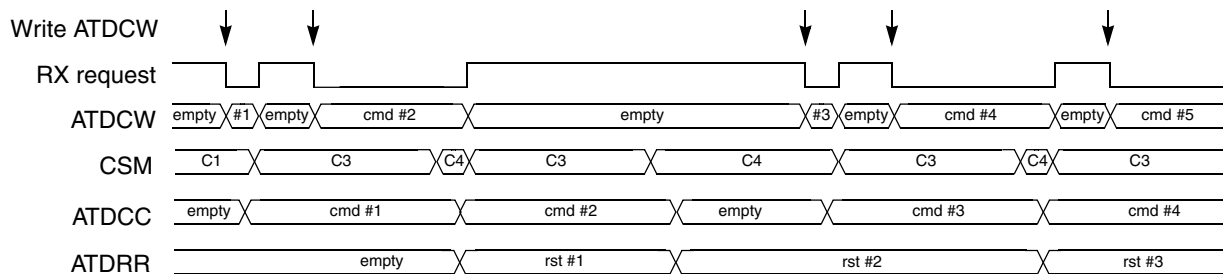 Write ATDCW
RX request
ATDCW empty #1 empty cmd #2 empty #3 empty cmd #4 empty cmd #5
CSM C1 C3 C4 C3 C4 C3 C4 C3
ATDCC empty cmd #1 cmd #2 empty cmd #3 cmd #4
ATDRR empty rst #1 rst #2 rst #3